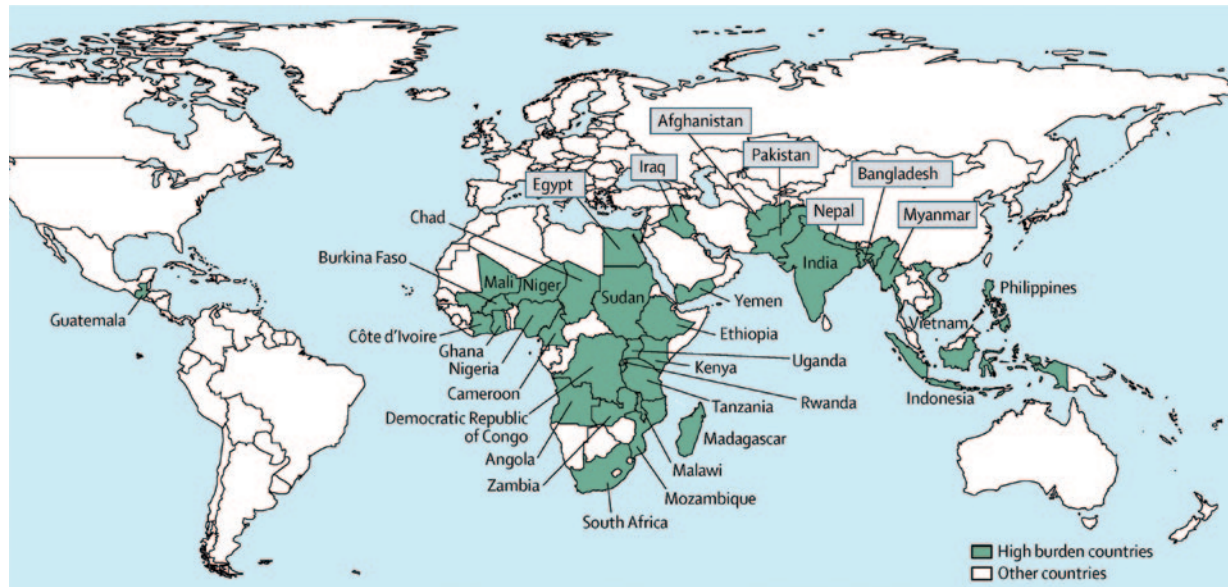 Afghanistan
Pakistan
Iraq
Bangladesh
Egypt
Nepal
Myanmar
Chad
Burkina Faso
Mali
Niger
India
Sudan
Philippines
Yemen
Guatemala
Vietnam
Côte d'Ivoire
Ethiopia
Ghana
Nigeria
Uganda
Kenya
Cameroon
Indonesia
Rwanda
Tanzania
Democratic Republic
of Congo
Madagascar
Angola
Malawi
Zambia
Mozambique
South Africa
High burden countries
Other countries